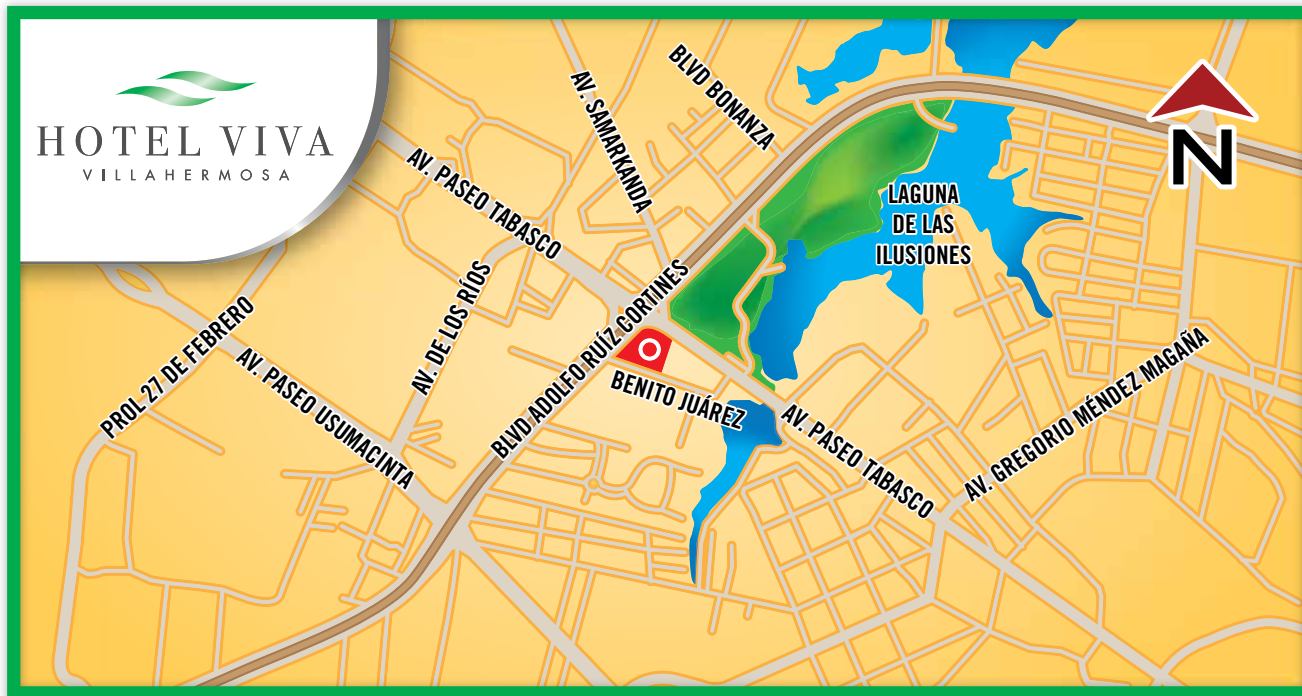 HOTEL VIVA
VILLAHERMOSA
AV. SAMARKANDA
BLVD BONANZA
N
AV. PASEO TABASCO
LAGUNA
DE LAS
ILUSIONES
PROL 27 DE FEBRERO
AV. PASEO USUMACINTA
AV. DE LOS RÍOS
BLVD ADOLFO RUÍZ CORTINES
BENITO JUÁREZ
AV. PASEO TABASCO
AV. GREGORIO MÉNDEZ MAGAÑA